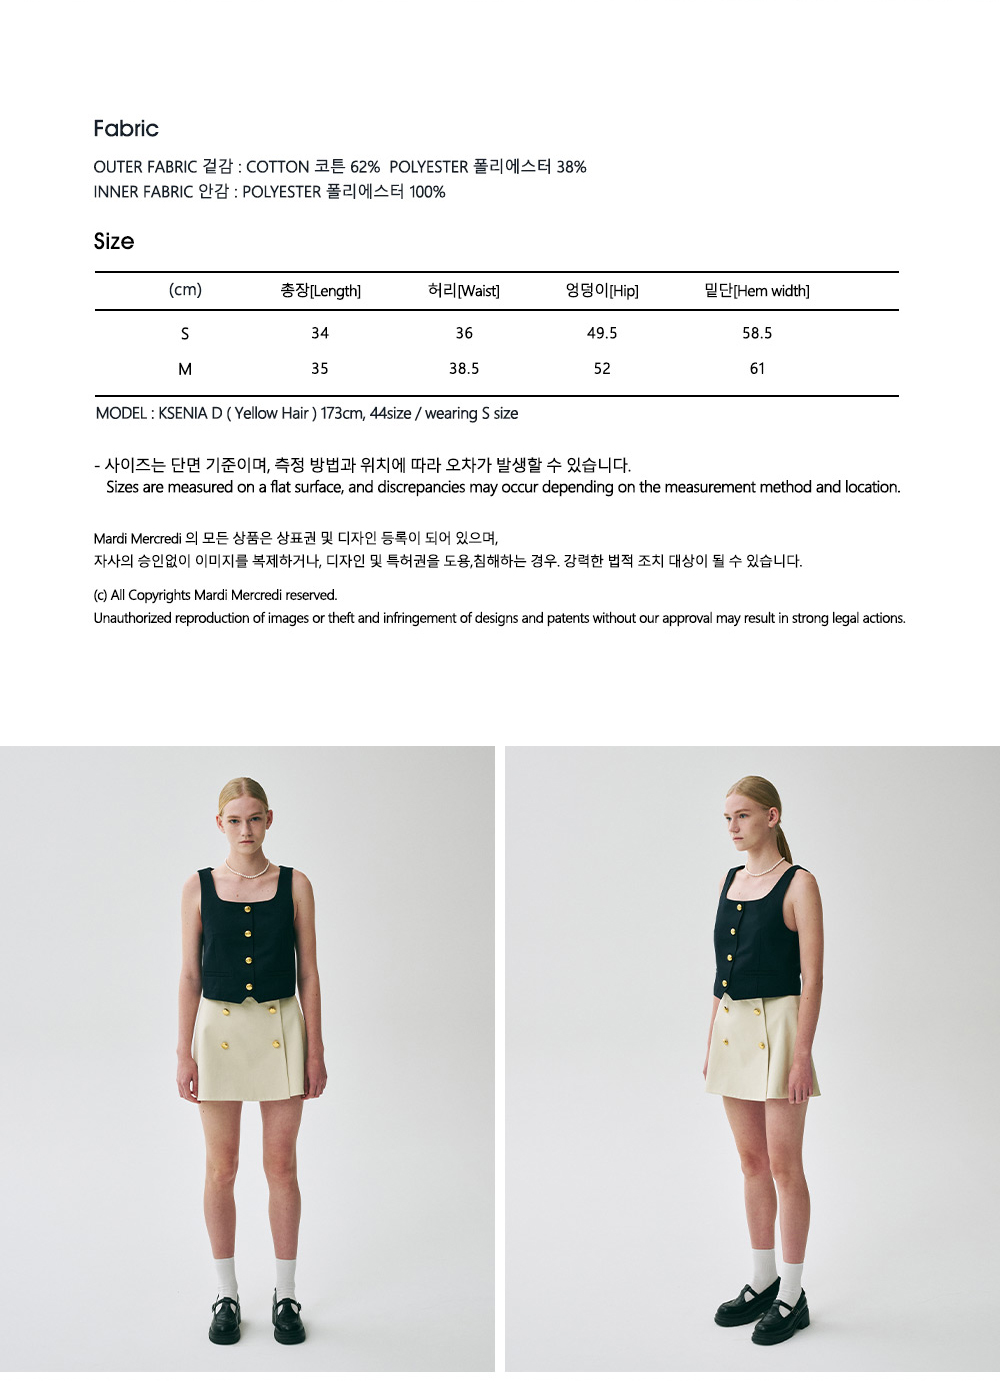 Fabric
OUTER FABRIC 겉감 : COTTON 코튼 62% POLYESTER 폴리에스터 38%
INNER FABRIC 안감 : POLYESTER 폴리에스터 100%
Size
(cm) 총장[Length] 허리[Waist] 엉덩이[Hip] 밑단[Hem width]
S 34 36 49.5 58.5
M 35 38.5 52 61
MODEL : KSENIA D ( Yellow Hair ) 173cm, 44size / wearing S size
- 사이즈는 단면 기준이며, 측정 방법과 위치에 따라 오차가 발생할 수 있습니다.
Sizes are measured on a flat surface, and discrepancies may occur depending on the measurement method and location.
Mardi Mercredi 의 모든 상품은 상표권 및 디자인 등록이 되어 있으며,
자사의 승인없이 이미지를 복제하거나, 디자인 및 특허권을 도용,침해하는 경우. 강력한 법적 조치 대상이 될 수 있습니다.
(c) All Copyrights Mardi Mercredi reserved.
Unauthorized reproduction of images or theft and infringement of designs and patents without our approval may result in strong legal actions.